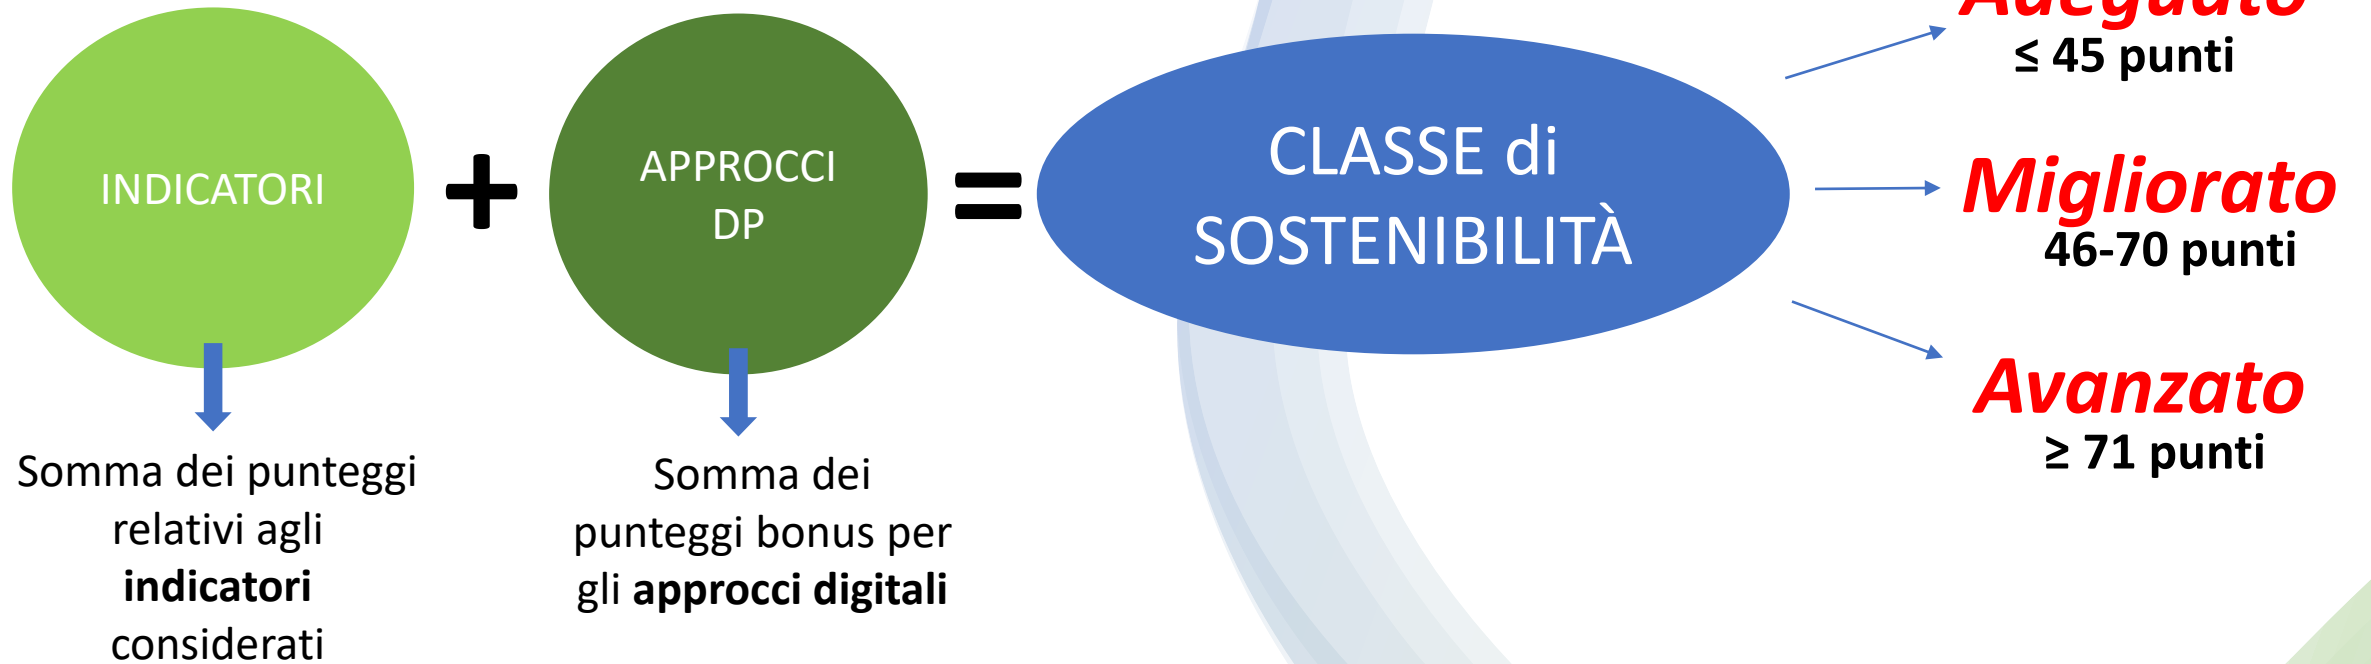 INDICATORI
+
APPROCCI
DP
=
CLASSE di
SOSTENIBILITÀ
Adeguato
≤ 45 punti
Migliorato
46-70 punti
Avanzato
≥ 71 punti
Somma dei punteggi
relativi agli
indicatori
considerati
Somma dei
punteggi bonus per
gli approcci digitali